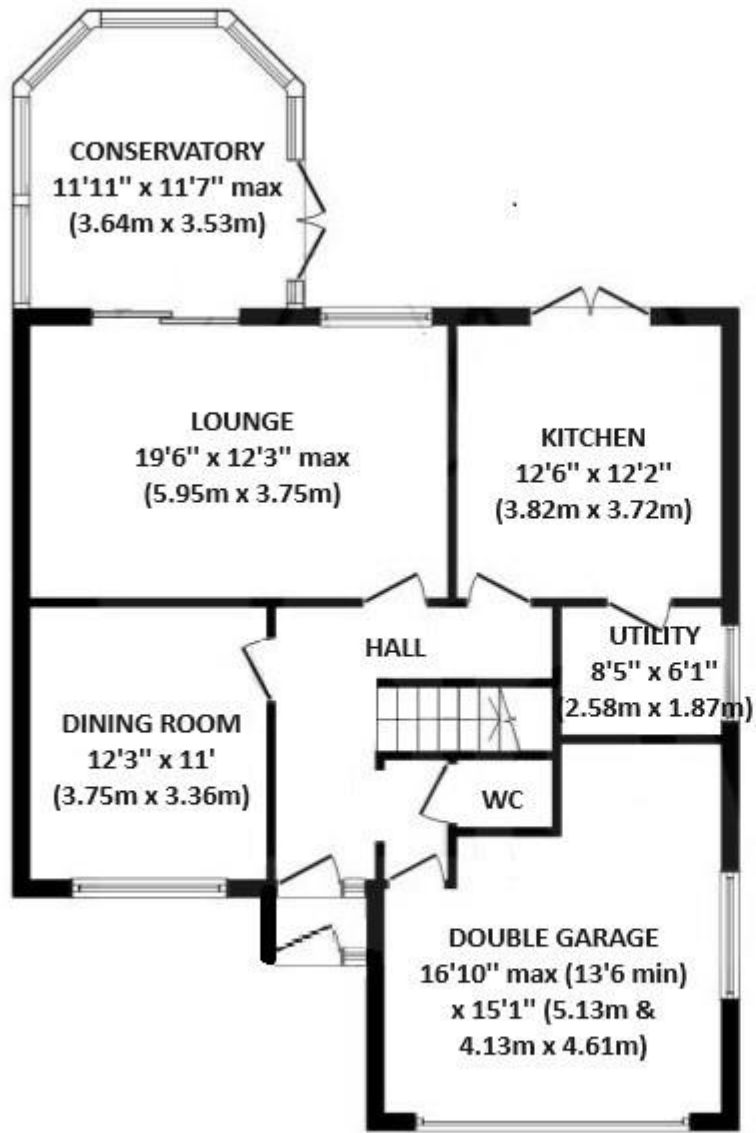 CONSERVATORY
11'11" x 11'7" max
(3.64m x 3.53m)
LOUNGE
19'6" x 12'3" max
(5.95m x 3.75m)
KITCHEN
12'6" x 12'2"
(3.82m x 3.72m)
HALL
UTILITY
8'5" x 6'1"
(2.58m x 1.87m)
DINING ROOM
12'3" x 11'
(3.75m x 3.36m)
WC
DOUBLE GARAGE
16'10" max (13'6 min)
x 15'1" (5.13m &
4.13m x 4.61m)